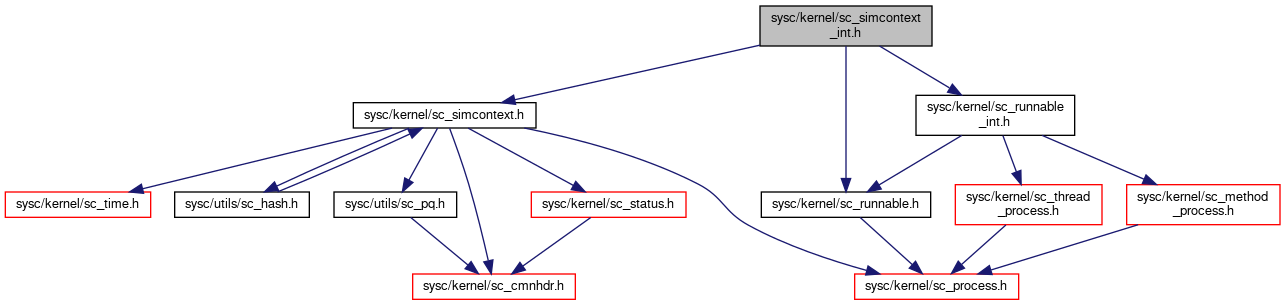 sysc/kernel/sc_simcontext
_int.h
sysc/kernel/sc_simcontext.h
sysc/kernel/sc_runnable
_int.h
sysc/kernel/sc_time.h
sysc/utils/sc_hash.h
sysc/utils/sc_pq.h
sysc/kernel/sc_status.h
sysc/kernel/sc_runnable.h
sysc/kernel/sc_thread
_process.h
sysc/kernel/sc_method
_process.h
sysc/kernel/sc_cmnhdr.h
sysc/kernel/sc_process.h